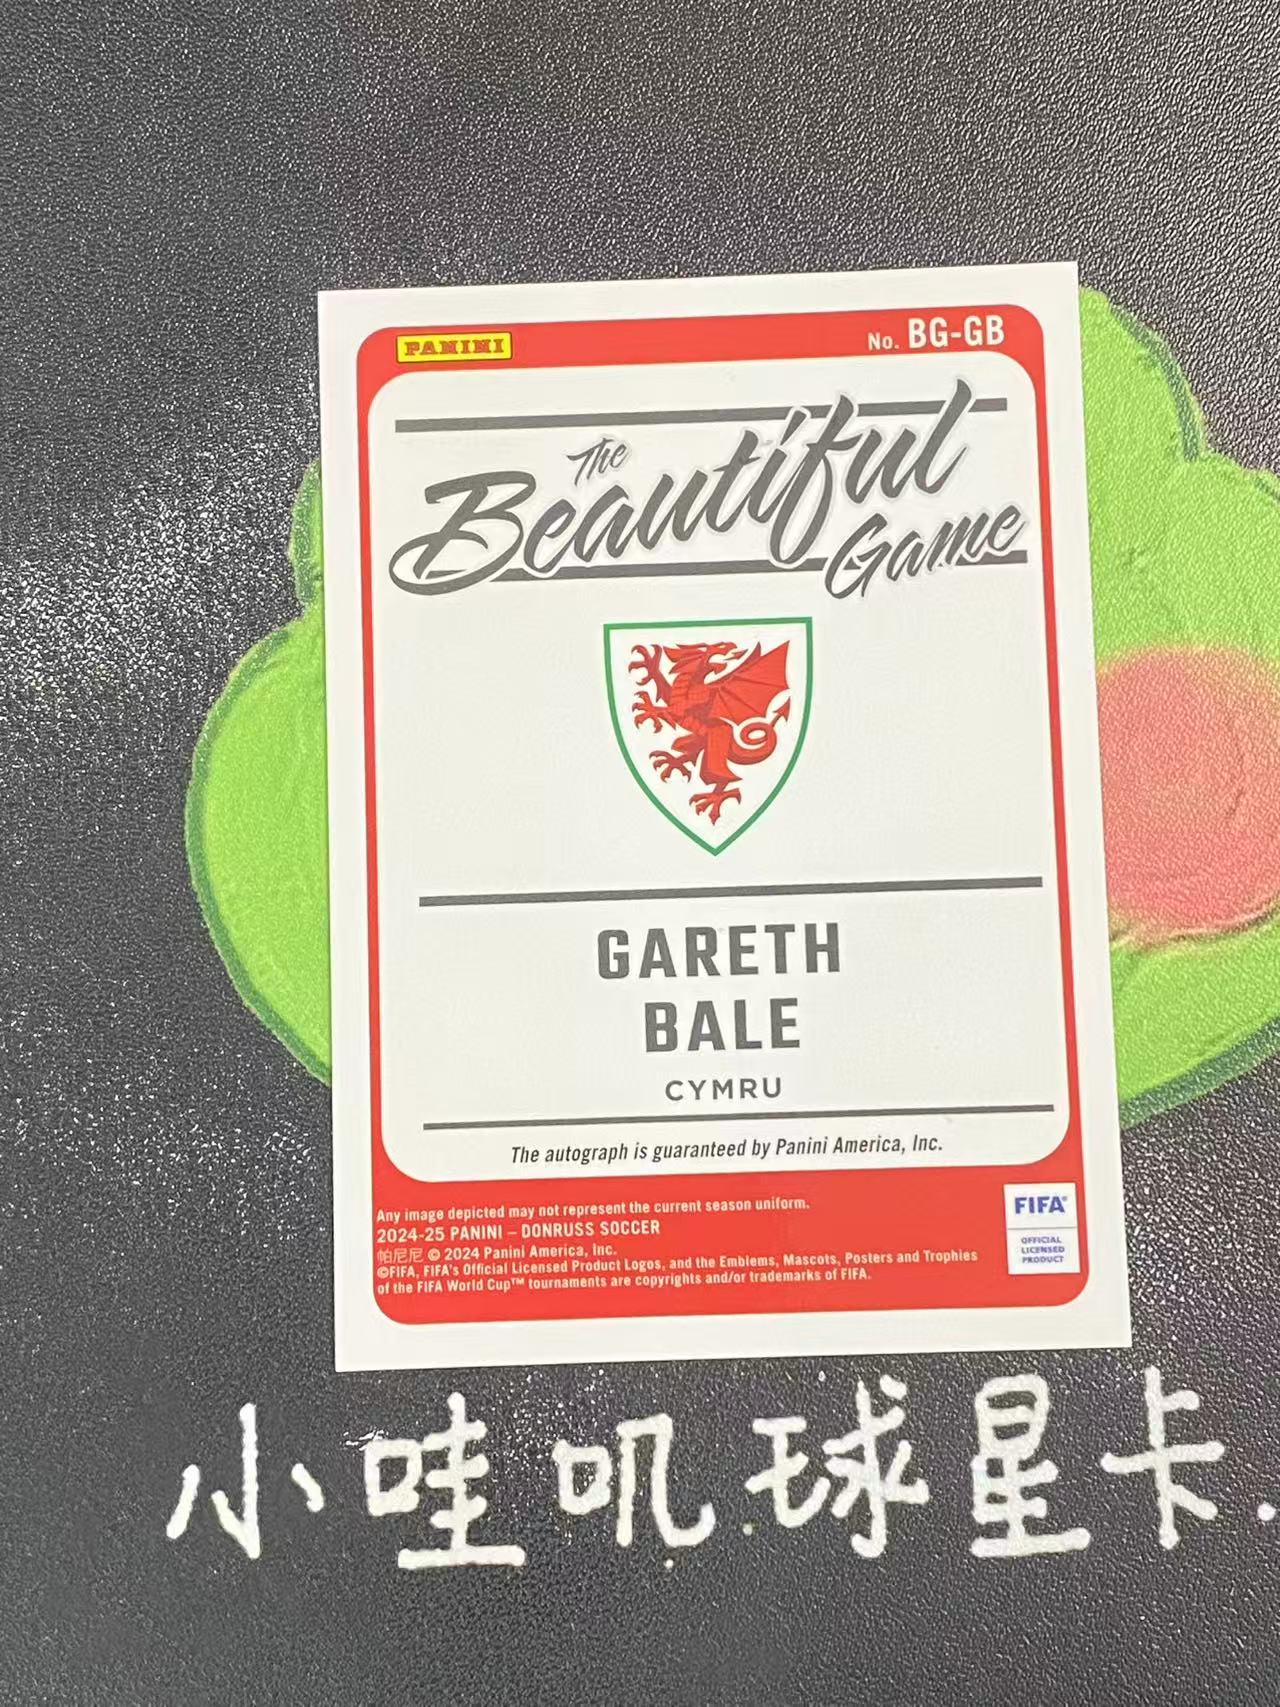 PANINI
No. BG-GB
The
Beautiful
Game
GARETH
BALE
CYMRU
The autograph is guaranteed by Panini America, Inc.
Any image depicted may not represent the current season uniform.
2024-25 PANINI – DONRUSS SOCCER
帕尼尼 © 2024 Panini America, Inc.
©FIFA, FIFA's Official Licensed Product Logos, and the Emblems, Mascots, Posters and Trophies
of the FIFA World Cup™ tournaments are copyrights and/or trademarks of FIFA.
FIFA®
OFFICIAL
LICENSED
PRODUCT
小哇叽球星卡.